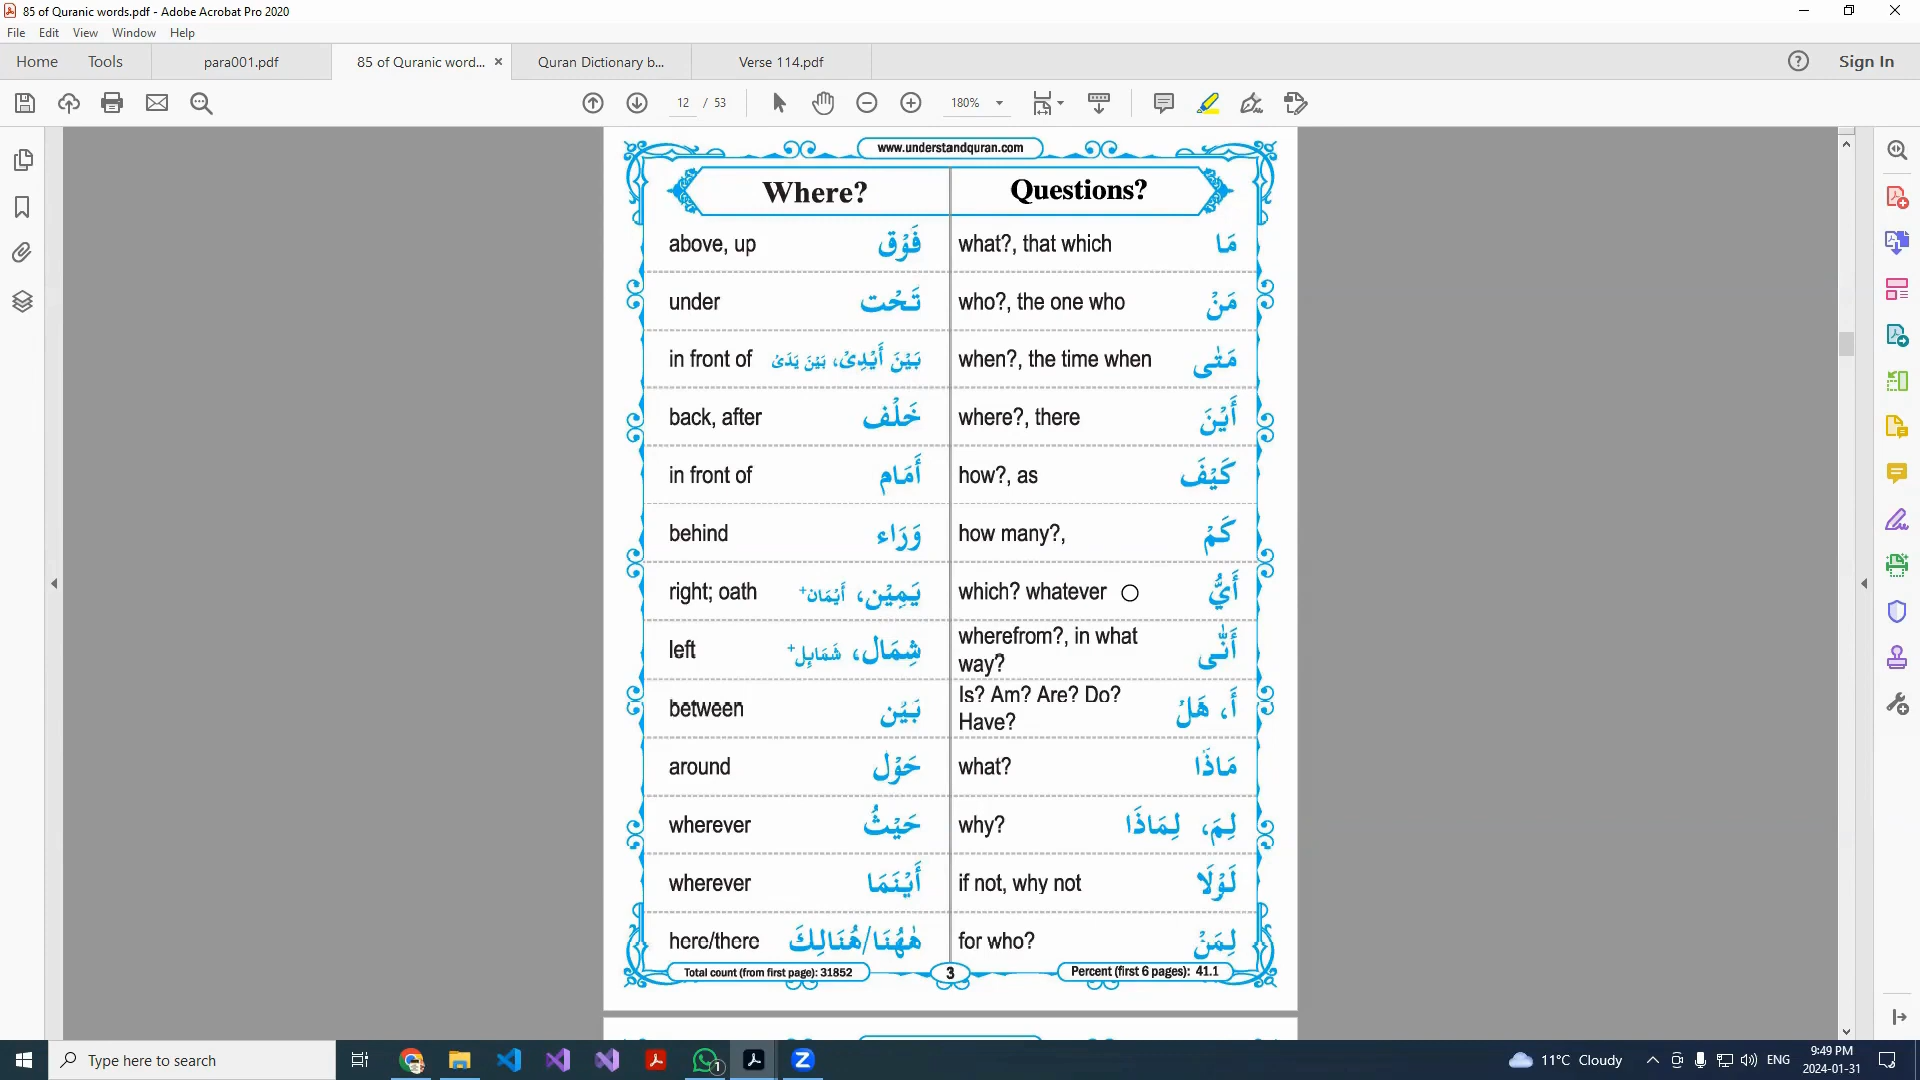 85 of Quranic words.pdf - Adobe Acrobat Pro 2020
File Edit View Window Help
Home Tools para001.pdf 85 of Quranic word... × Quran Dictionary b... Verse 114.pdf Sign In
12 / 53 180%
www.understandquran.com
Where? Questions?
above, up فَوْق what?, that which مَا
under تَحْت who?, the one who مَنْ
in front of بَيْنَ أَيْدِىْ، بَيْنَ يَدَىْ when?, the time when مَتٰى
back, after خَلْف where?, there أَيْنَ
in front of أَمَام how?, as كَيْفَ
behind وَرَاء how many?, كَمْ
right; oath يَمِيْن، أَيْمَان+ which? whatever أَيُّ
left شِمَال، شَمَائِل+ wherefrom?, in what
way? أَنّٰى
between بَيْن Is? Am? Are? Do?
Have? أَ، هَلْ
around حَوْل what? مَاذَا
wherever حَيْثُ why? لِمَ، لِمَاذَا
wherever أَيْنَمَا if not, why not لَوْلَا
here/there هٰهُنَا/هُنَالِكَ for who? لِمَنْ
Total count (from first page): 31852 3 Percent (first 6 pages): 41.1
Type here to search 1 11°C Cloudy ENG 9:49 PM
2024-01-31